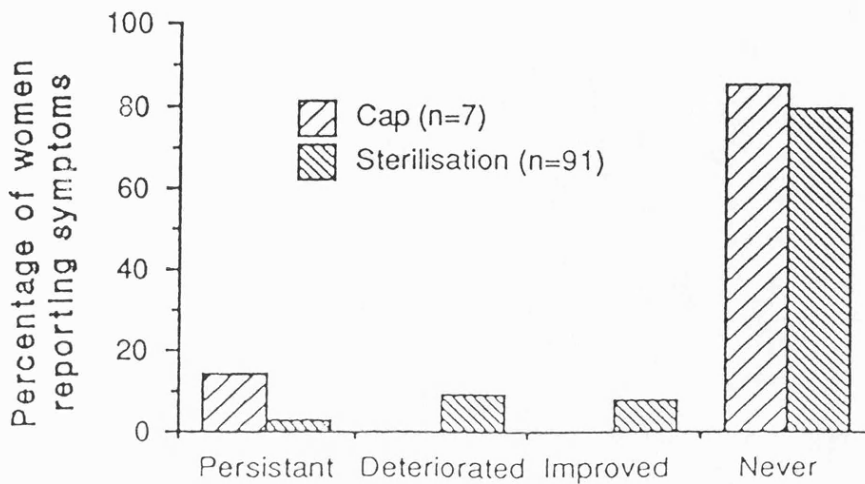 Percentage of women
reporting symptoms
100
80
60
40
20
0
Cap (n=7)
Sterilisation (n=91)
Persistant Deteriorated Improved Never